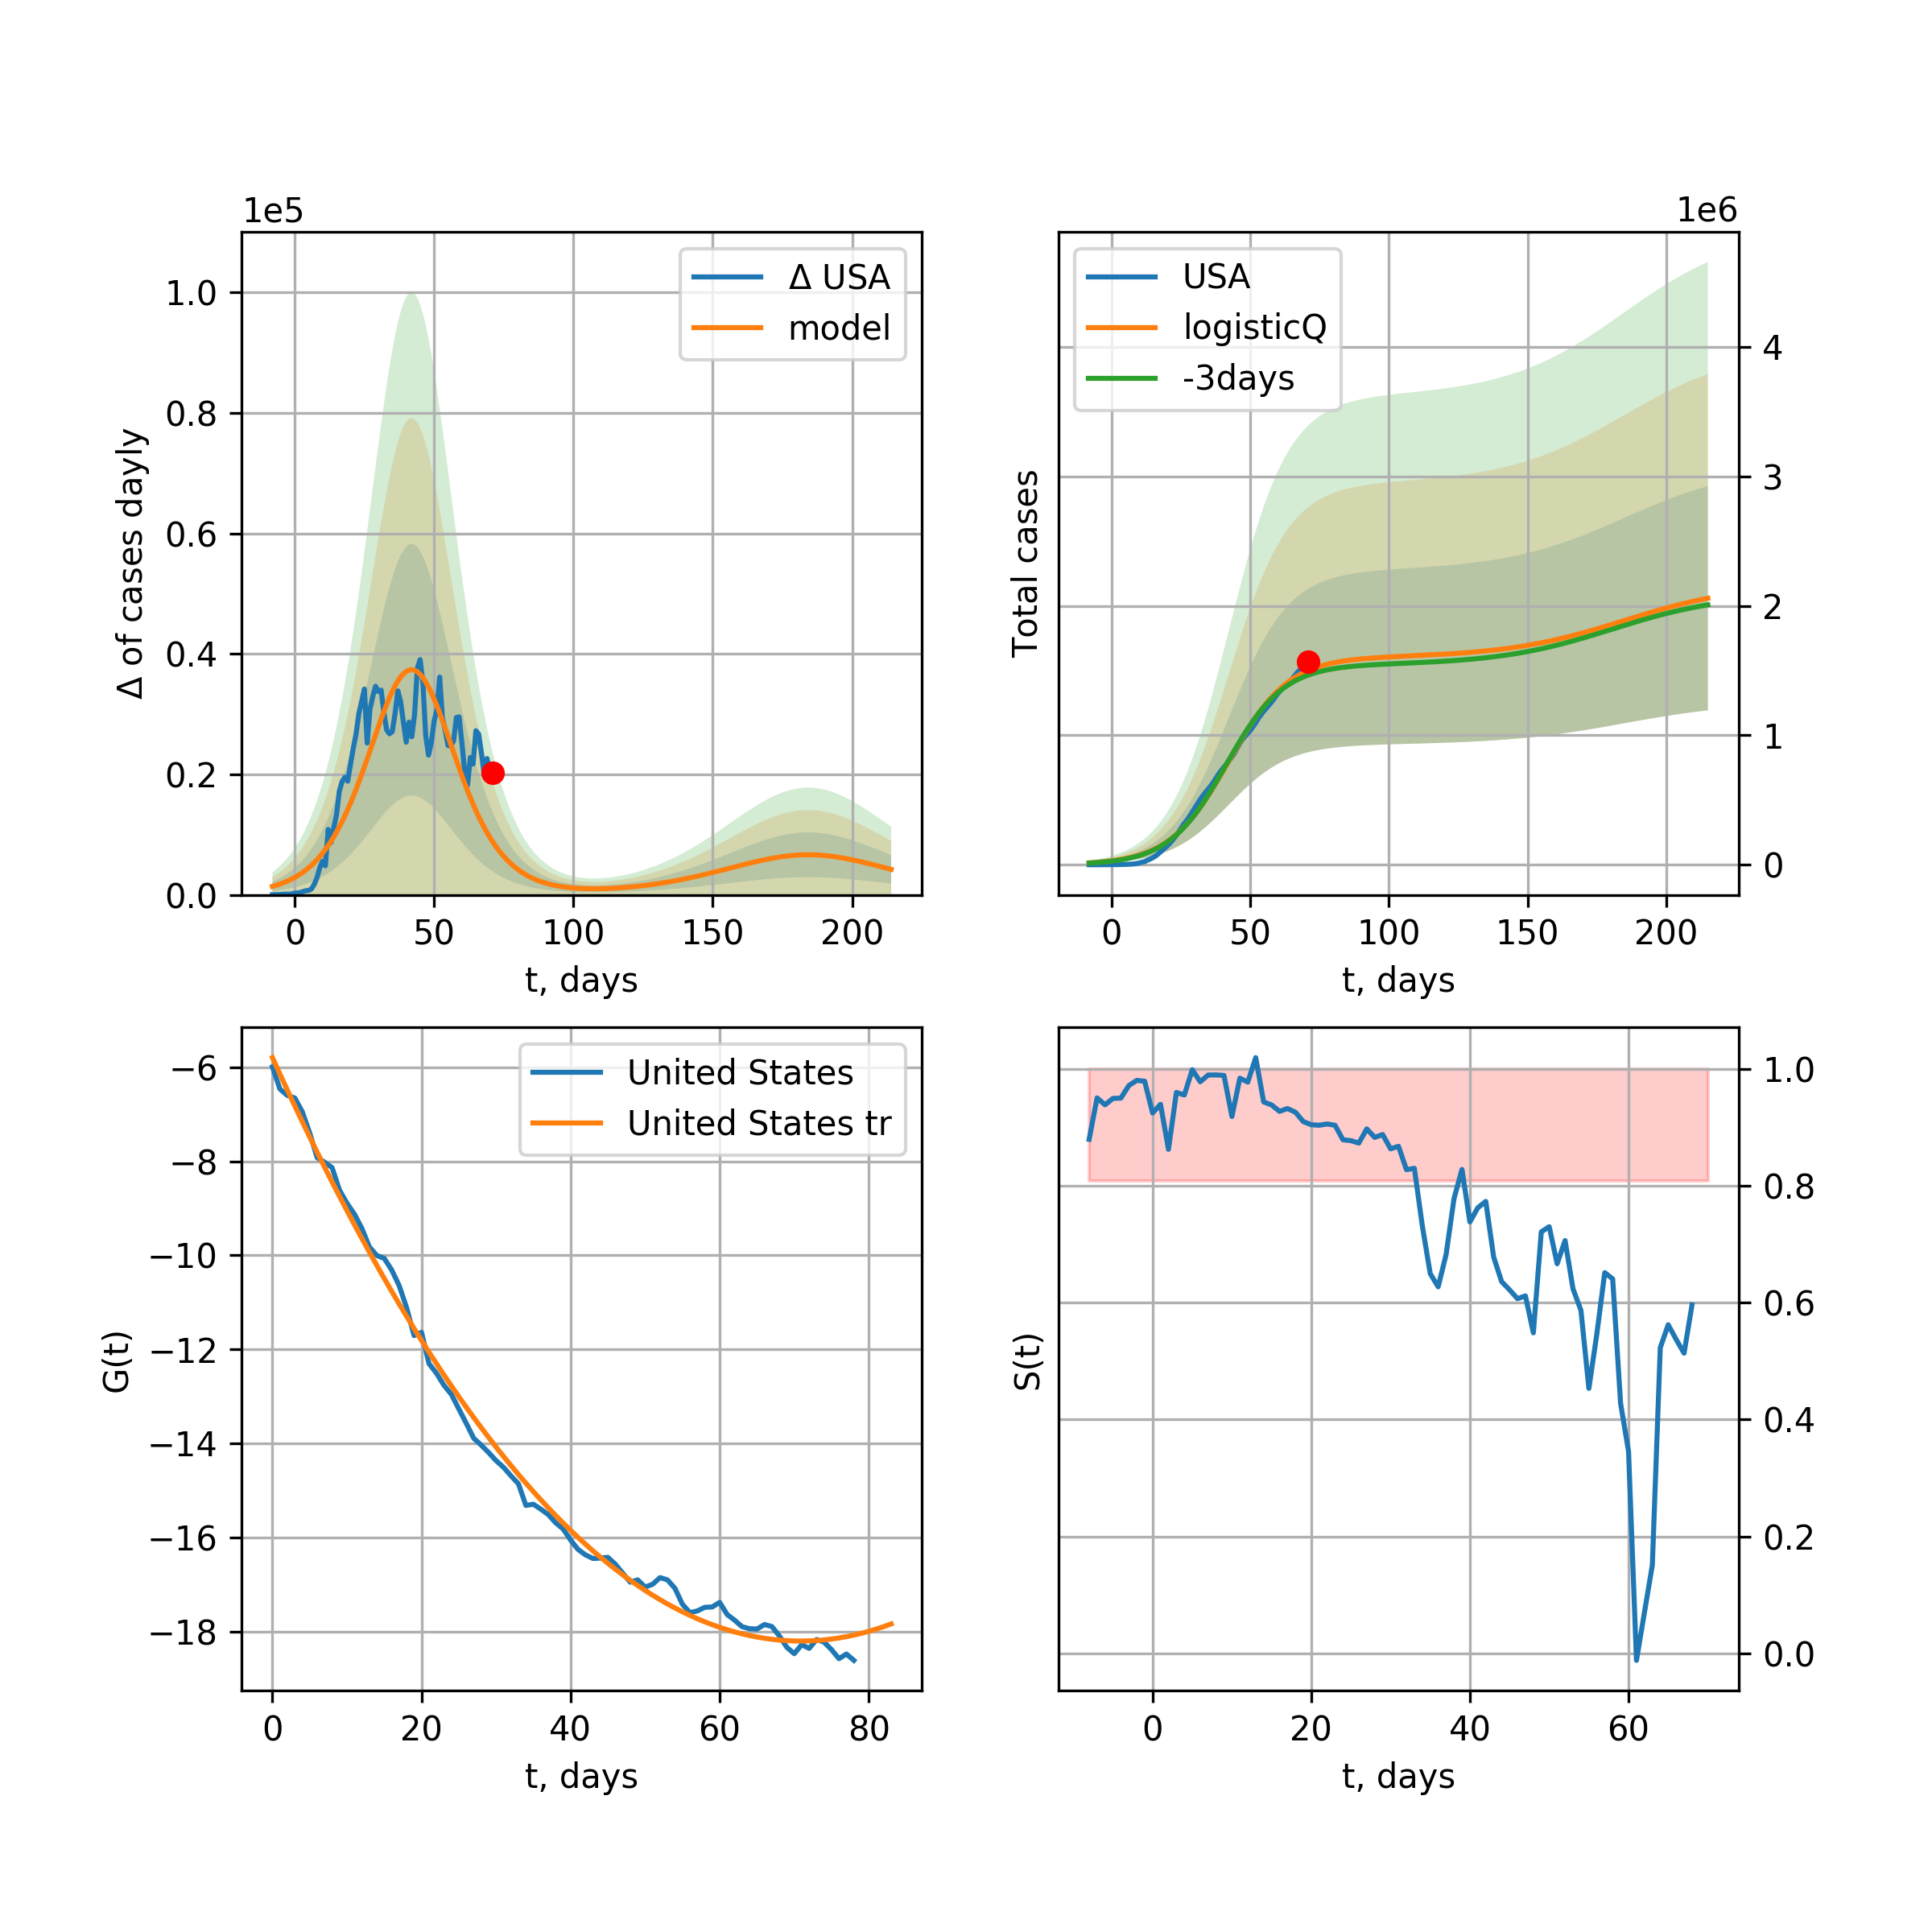 1e5
1.0
0.8
0.6
0.4
0.2
0.0
Δ of cases dayly
0 50 100 150 200
t, days
Δ USA
model
1e6
4
3
2
1
0
Total cases
0 50 100 150 200
t, days
USA
logisticQ
-3days
−6
−8
−10
−12
−14
−16
−18
G(t)
0 20 40 60 80
t, days
United States
United States tr
1.0
0.8
0.6
0.4
0.2
0.0
S(t)
0 20 40 60
t, days